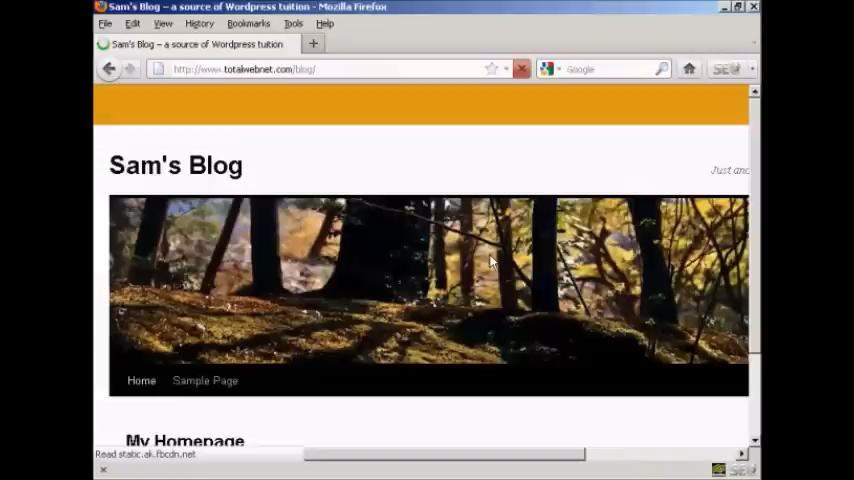 Sam's Blog – a source of Wordpress tuition - Mozilla Firefox
File Edit View History Bookmarks Tools Help
Sam's Blog – a source of Wordpress tuition
http://www.totalwebnet.com/blog/
Google
Sam's Blog
Just
Home Sample Page
My Homepage
Read static.ak.fbcdn.net